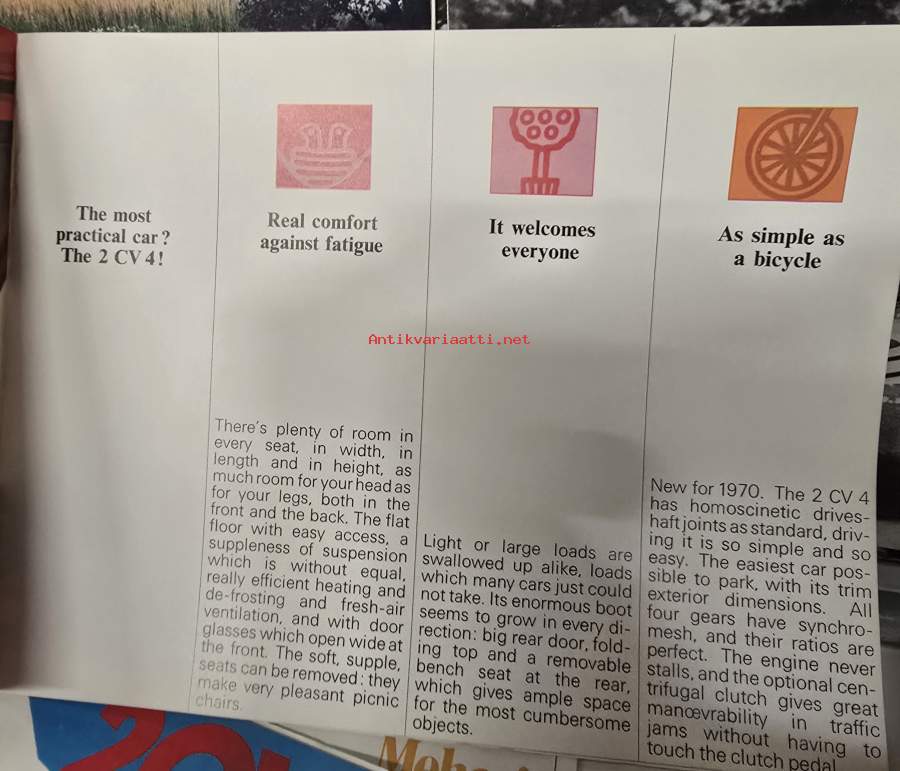 The most
practical car?
The 2 CV 4!
Real comfort
against fatigue
There's plenty of room in
every seat, in width, in
length and in height, as
much room for your head as
for your legs, both in the
front and the back. The flat
floor with easy access, a
suppleness of suspension
which is without equal,
really efficient heating and
de-frosting and fresh-air
ventilation, and with door
glasses which open wide at
the front. The soft, supple,
seats can be removed: they
make very pleasant picnic
chairs.
It welcomes
everyone
Light or large loads are
swallowed up alike, loads
which many cars just could
not take. Its enormous boot
seems to grow in every di-
rection: big rear door, fold-
ing top and a removable
bench seat at the rear,
which gives ample space
for the most cumbersome
objects.
As simple as
a bicycle
New for 1970. The 2 CV 4
has homoscinetic drives-
haft joints as standard, driv-
ing it is so simple and so
easy. The easiest car pos-
sible to park, with its trim
exterior dimensions. All
four gears have synchro-
mesh, and their ratios are
perfect. The engine never
stalls, and the optional cen-
trifugal clutch gives great
manœvrability in traffic
jams without having to
touch the clutch pedal
Antikvariaatti.net